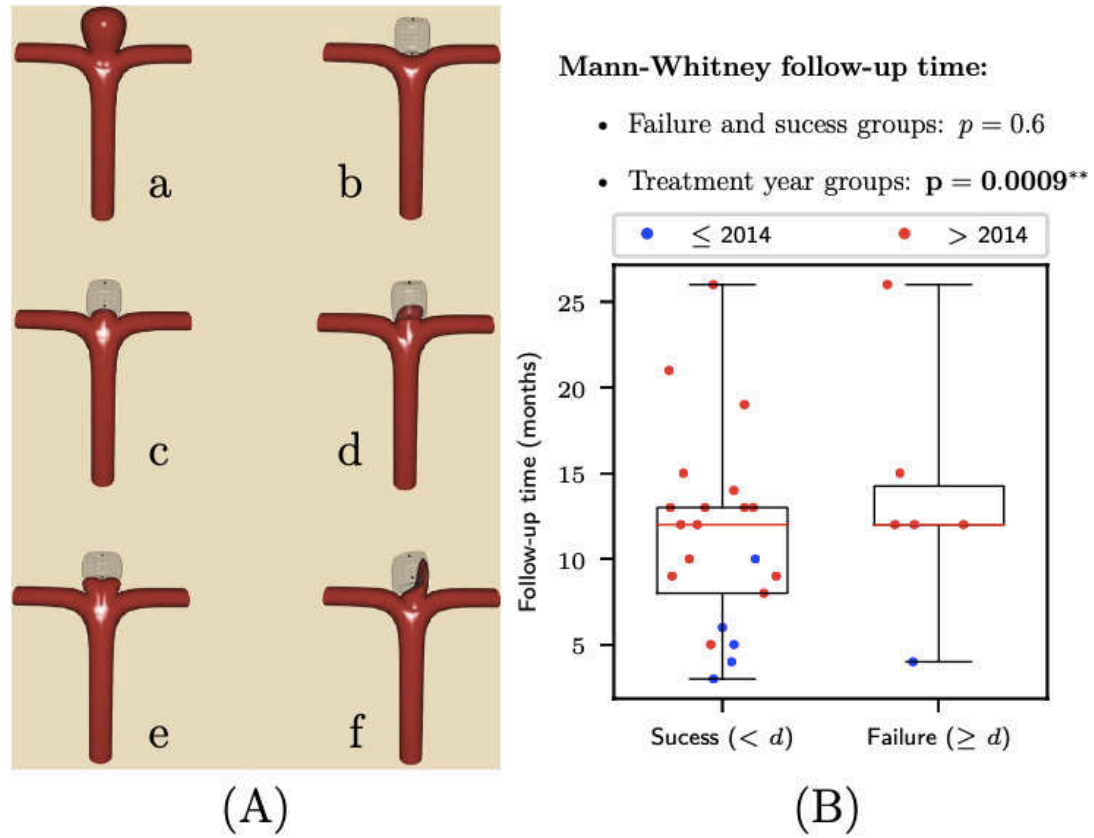 a
b
c
d
e
f
(A)
Mann-Whitney follow-up time:
• Failure and sucess groups: p = 0.6
• Treatment year groups: p = 0.0009**
≤ 2014
> 2014
Follow-up time (months)
25
20
15
10
5
Sucess (< d)
Failure (≥ d)
(B)